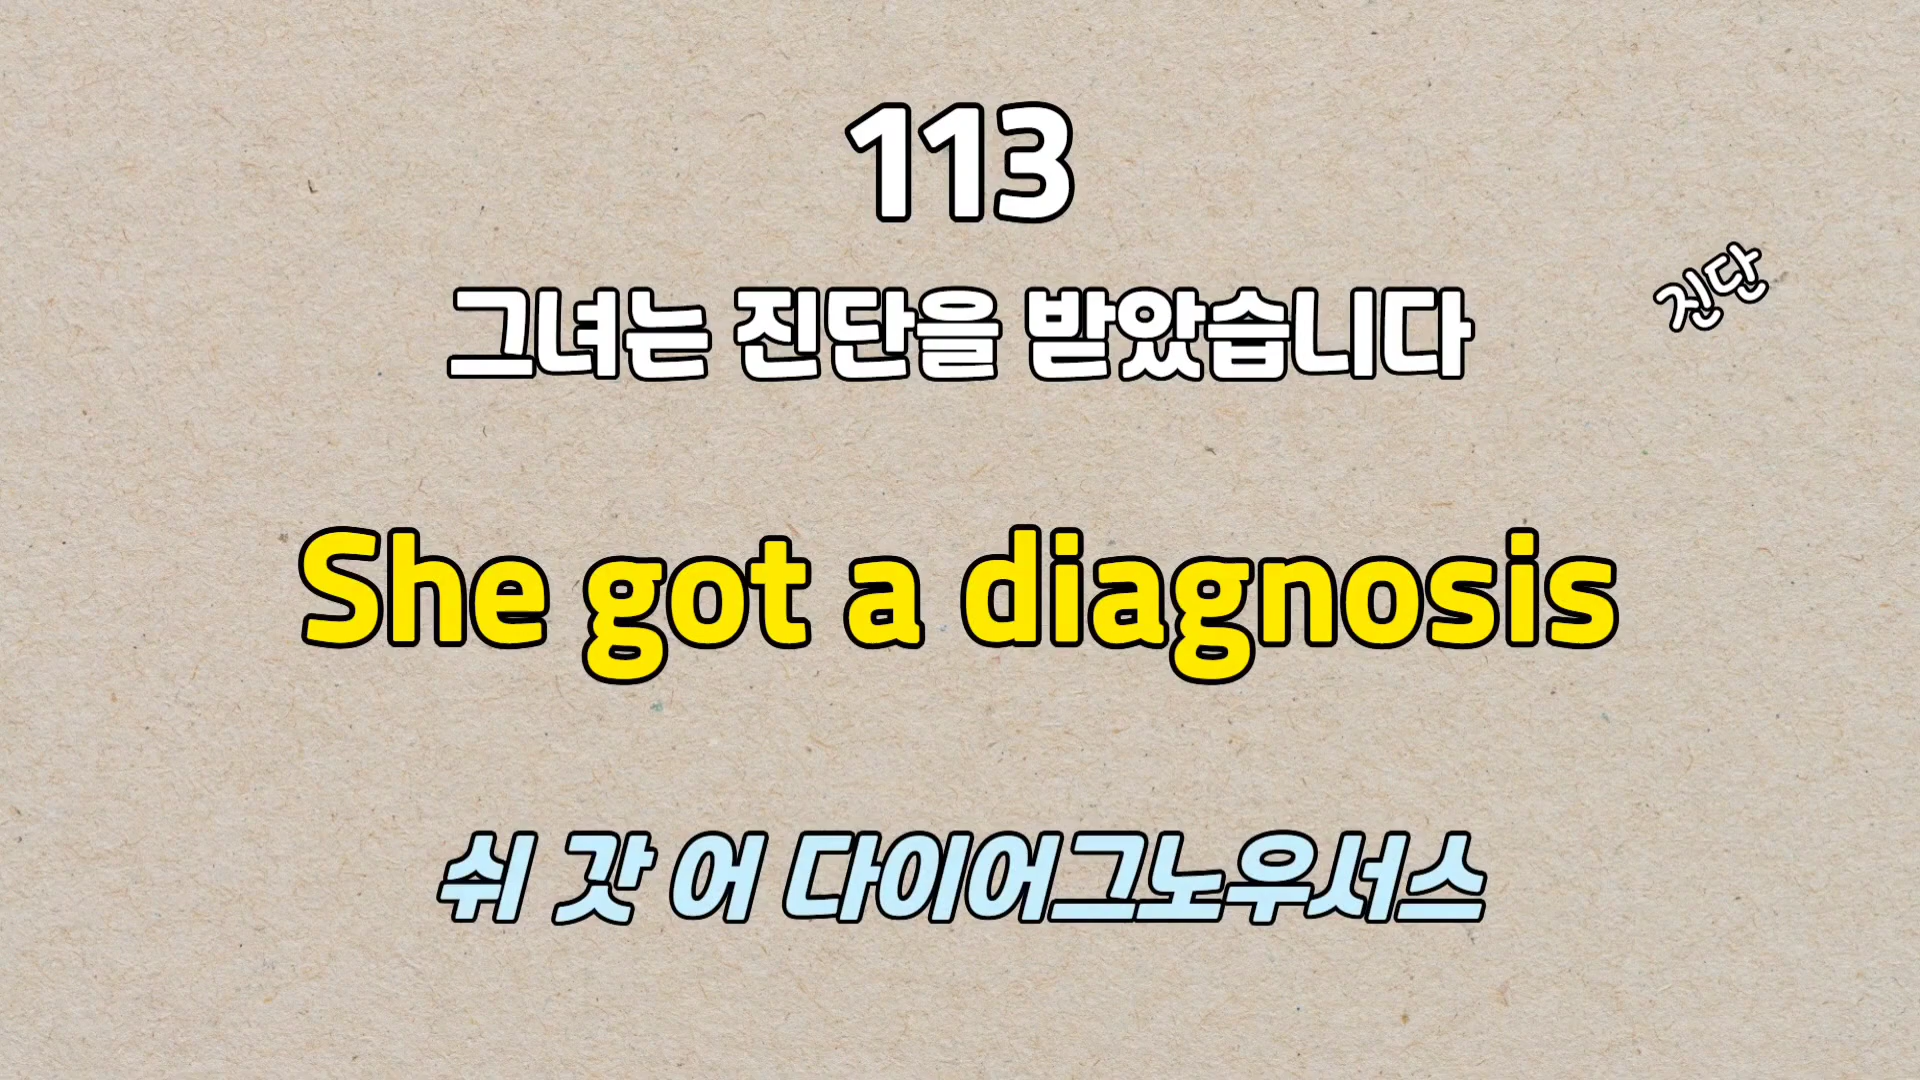 113
진단
그녀는 진단을 받았습니다
She got a diagnosis
쉬 갓 어 다이어그노우서스